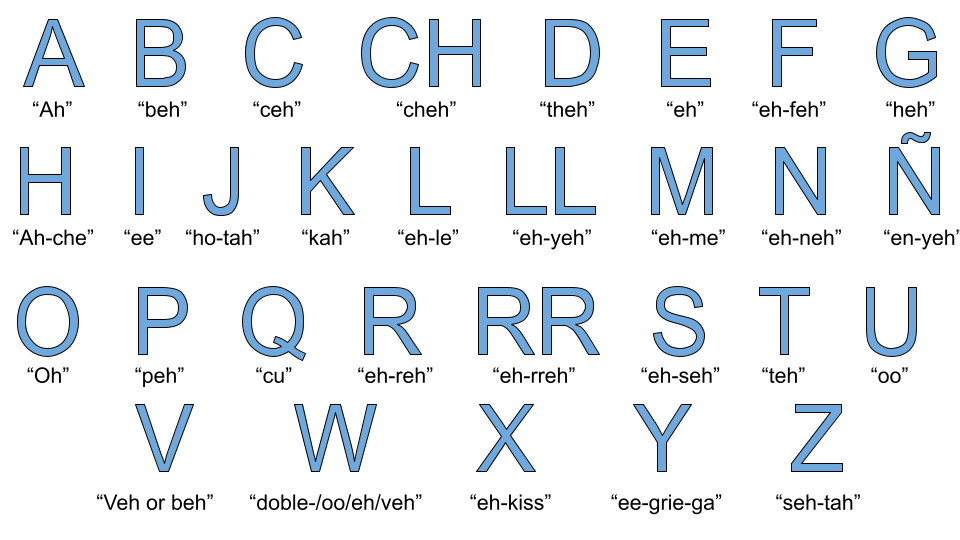 A B C CH D E F G
“Ah” “beh” “ceh” “cheh” “theh” “eh” “eh-feh” “heh”
H I J K L LL M N Ñ
“Ah-che” “ee” “ho-tah” “kah” “eh-le” “eh-yeh” “eh-me” “eh-neh” “en-yeh’
O P Q R RR S T U
“Oh” “peh” “cu” “eh-reh” “eh-rreh” “eh-seh” “teh” “oo”
V W X Y Z
“Veh or beh” “doble-/oo/eh/veh” “eh-kiss” “ee-grie-ga” “seh-tah”